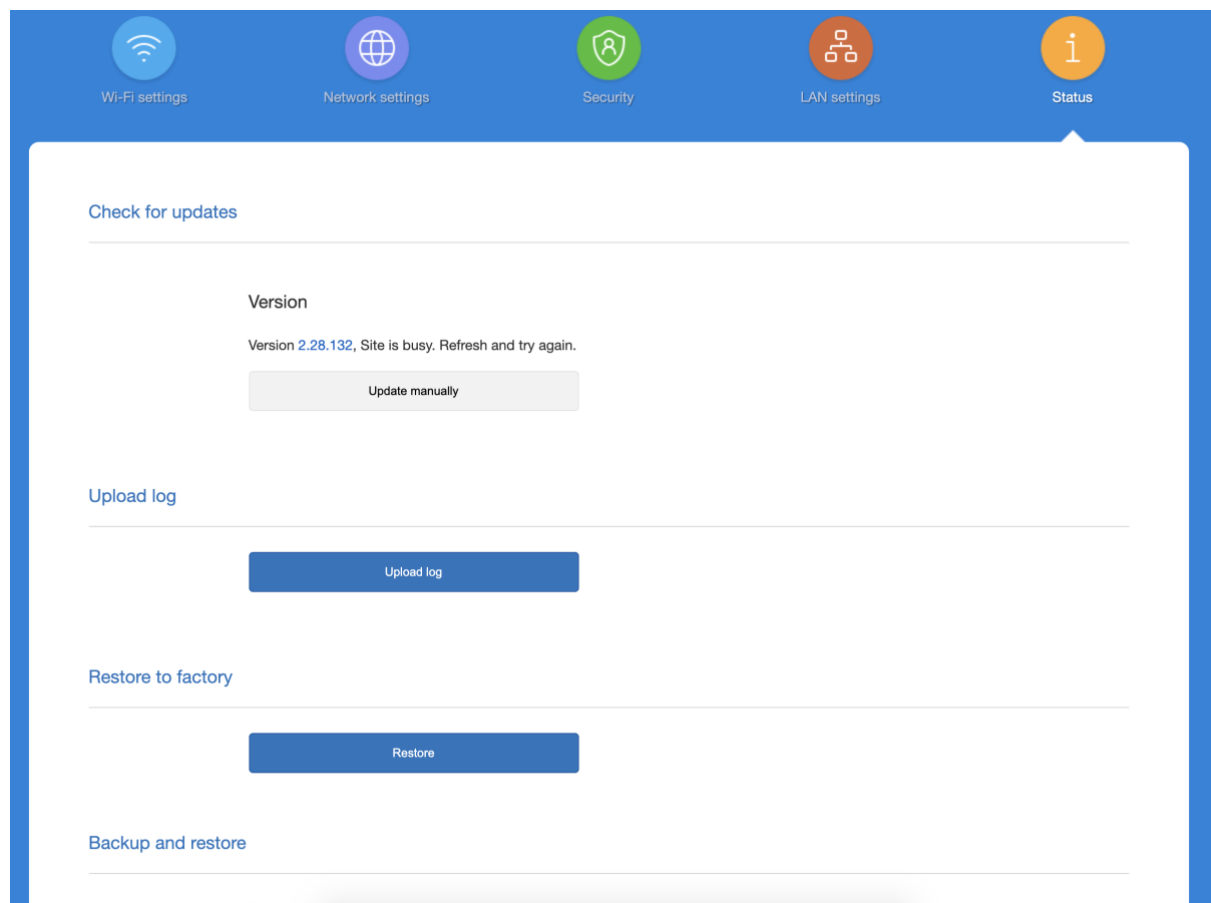 Wi-Fi settings
Network settings
Security
LAN settings
Status
Check for updates
Version
Version 2.28.132, Site is busy. Refresh and try again.
Update manually
Upload log
Upload log
Restore to factory
Restore
Backup and restore